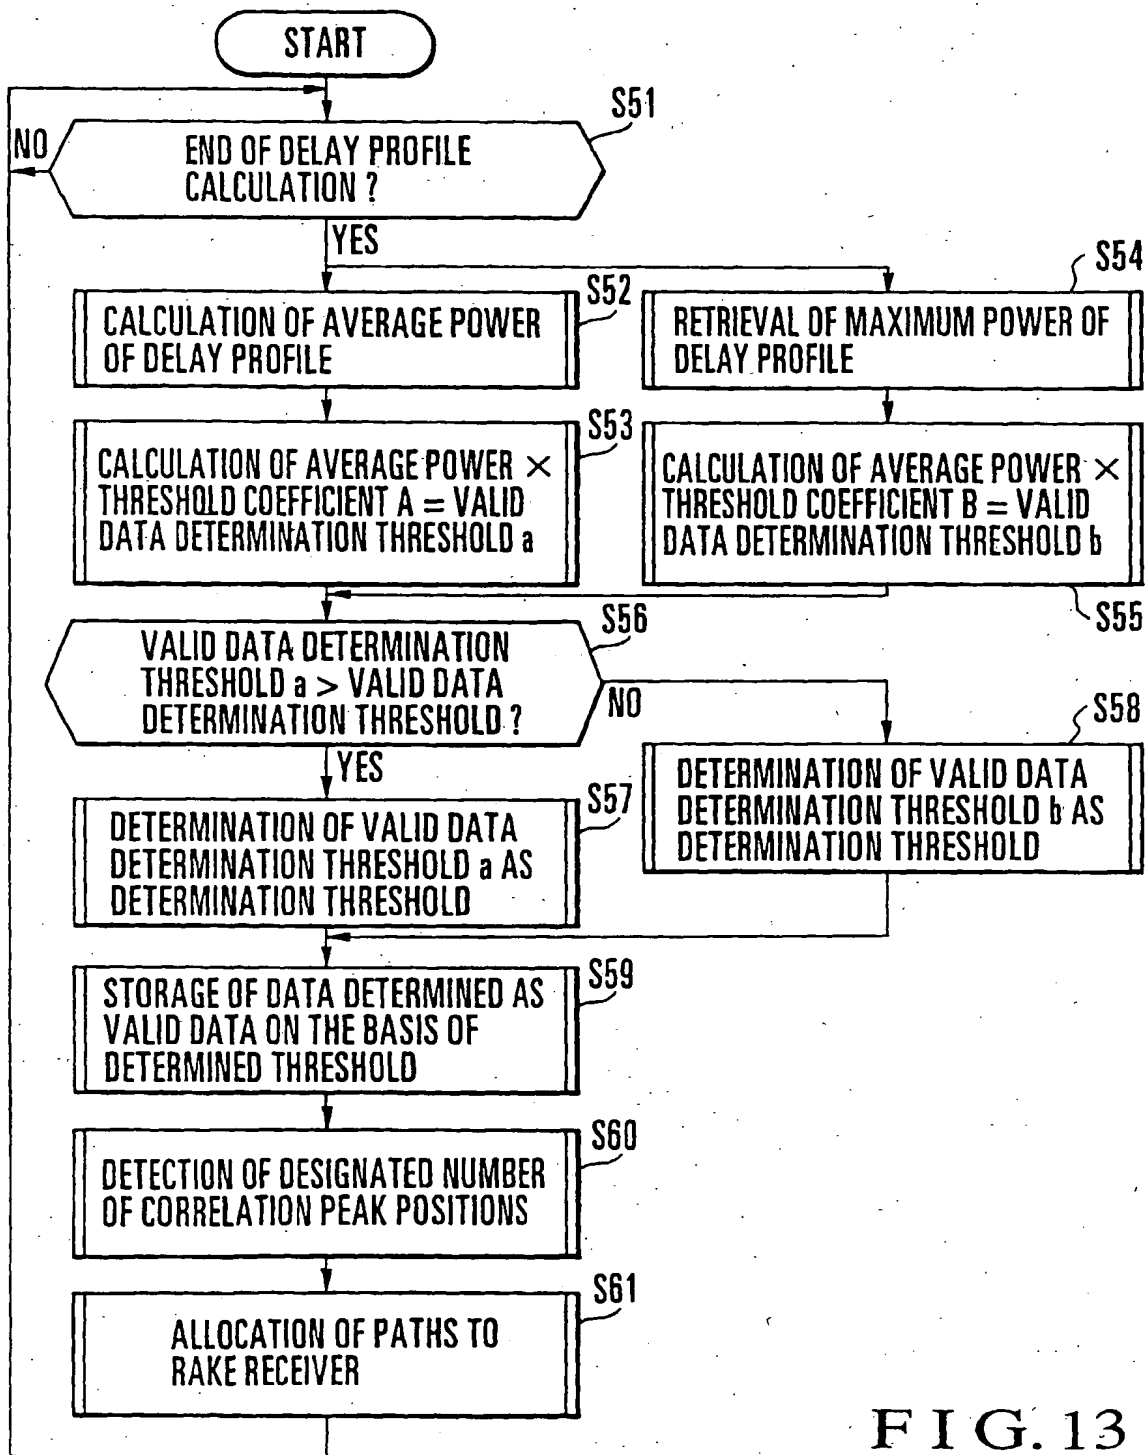 START
S51
NO
END OF DELAY PROFILE
CALCULATION ?
YES
S52
CALCULATION OF AVERAGE POWER
OF DELAY PROFILE
S54
RETRIEVAL OF MAXIMUM POWER OF
DELAY PROFILE
S53
CALCULATION OF AVERAGE POWER ×
THRESHOLD COEFFICIENT A = VALID
DATA DETERMINATION THRESHOLD a
CALCULATION OF AVERAGE POWER ×
THRESHOLD COEFFICIENT B = VALID
DATA DETERMINATION THRESHOLD b
S55
S56
VALID DATA DETERMINATION
THRESHOLD a > VALID DATA
DETERMINATION THRESHOLD ?
NO
YES
S58
DETERMINATION OF VALID DATA
DETERMINATION THRESHOLD b AS
DETERMINATION THRESHOLD
S57
DETERMINATION OF VALID DATA
DETERMINATION THRESHOLD a AS
DETERMINATION THRESHOLD
S59
STORAGE OF DATA DETERMINED AS
VALID DATA ON THE BASIS OF
DETERMINED THRESHOLD
S60
DETECTION OF DESIGNATED NUMBER
OF CORRELATION PEAK POSITIONS
S61
ALLOCATION OF PATHS TO
RAKE RECEIVER
FIG. 13